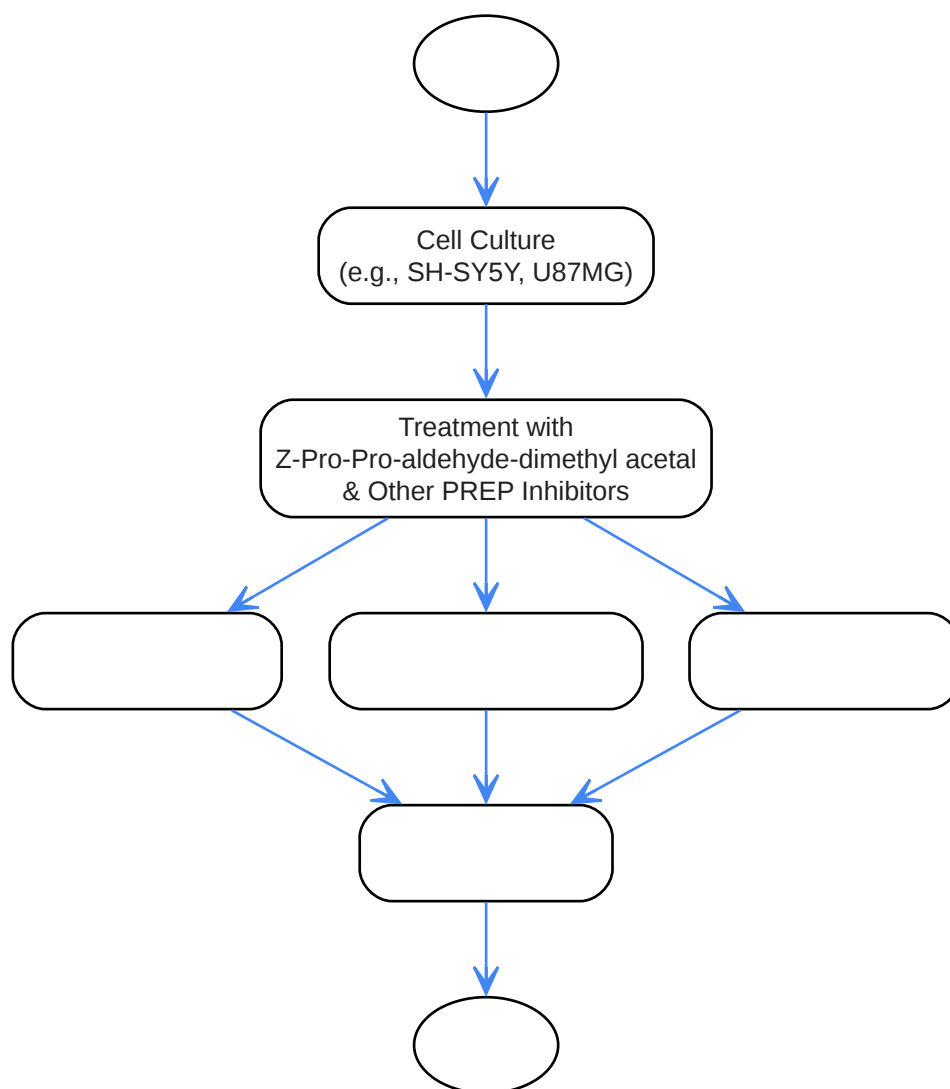 Cell Culture
(e.g., SH-SY5Y, U87MG)
Treatment with
Z-Pro-Pro-aldehyde-dimethyl acetal
& Other PREP Inhibitors